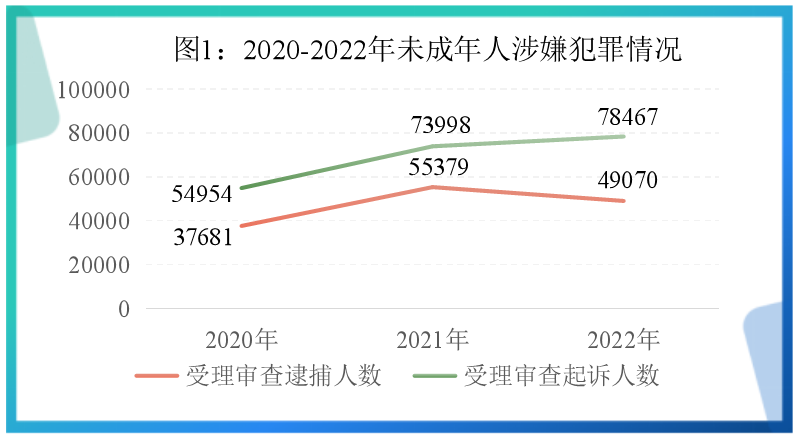 图1：2020-2022年未成年人涉嫌犯罪情况
100000
80000
60000
40000
20000
0
54954
73998
78467
37681
55379
49070
2020年
2021年
2022年
受理审查逮捕人数
受理审查起诉人数